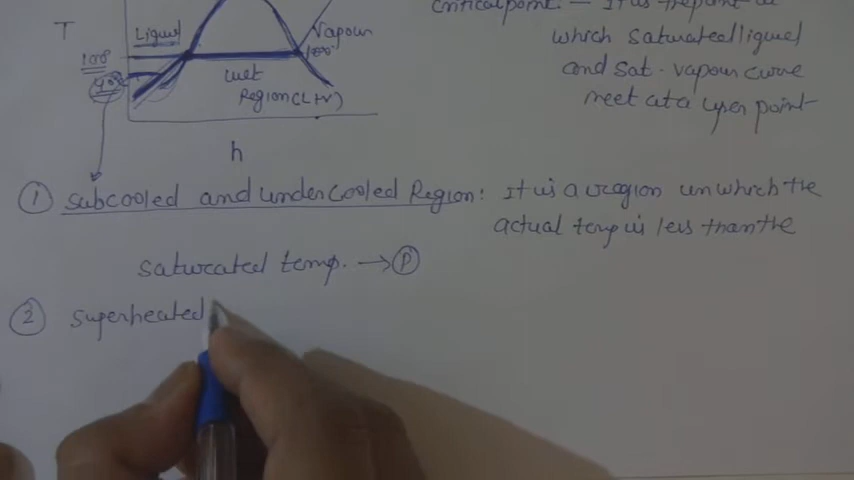 Critical point :- It is the point at
which saturated liquid
and sat. vapour curve
meet at a upper point
T
Liquid
Vapour
100°
100°
40°
wet
Region (L+V)
h
① Subcooled and undercooled Region: It is a region in which the
actual temp is less than the
saturated temp. → Ⓟ
② superheated